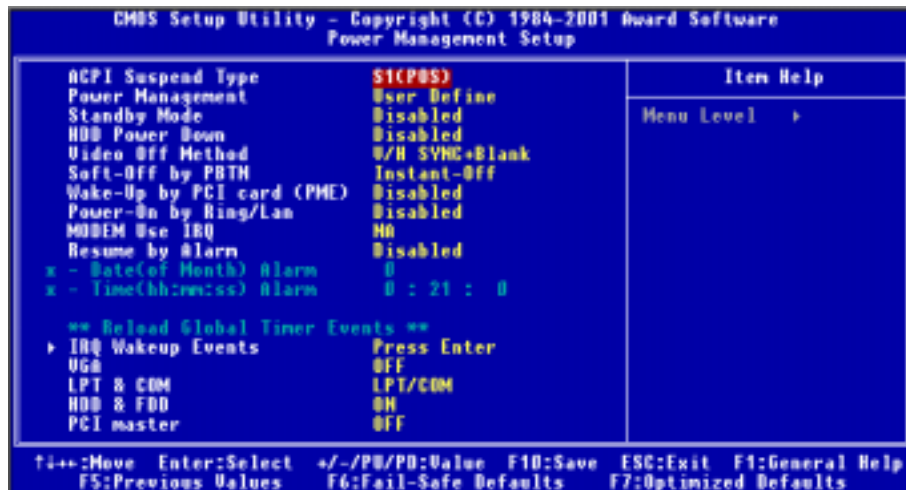 CMOS Setup Utility - Copyright (C) 1984-2001 Award Software
Power Management Setup
ACPI Suspend Type S1(POS)
Power Management User Define
Standby Mode Disabled
HDD Power Down Disabled
Video Off Method V/H SYNC+Blank
Soft-Off by PBTN Instant-Off
Wake-Up by PCI card (PME) Disabled
Power-On by Ring/Lan Disabled
MODEM Use IRQ NA
Resume by Alarm Disabled
x - Date(of Month) Alarm 0
x - Time(hh:mm:ss) Alarm 0 : 21 : 0
** Reload Global Timer Events **
▸ IRQ Wakeup Events Press Enter
VGA OFF
LPT & COM LPT/COM
HDD & FDD ON
PCI master OFF
Item Help
Menu Level ▸
↑↓←→:Move Enter:Select +/-/PU/PD:Value F10:Save ESC:Exit F1:General Help
F5:Previous Values F6:Fail-Safe Defaults F7:Optimized Defaults